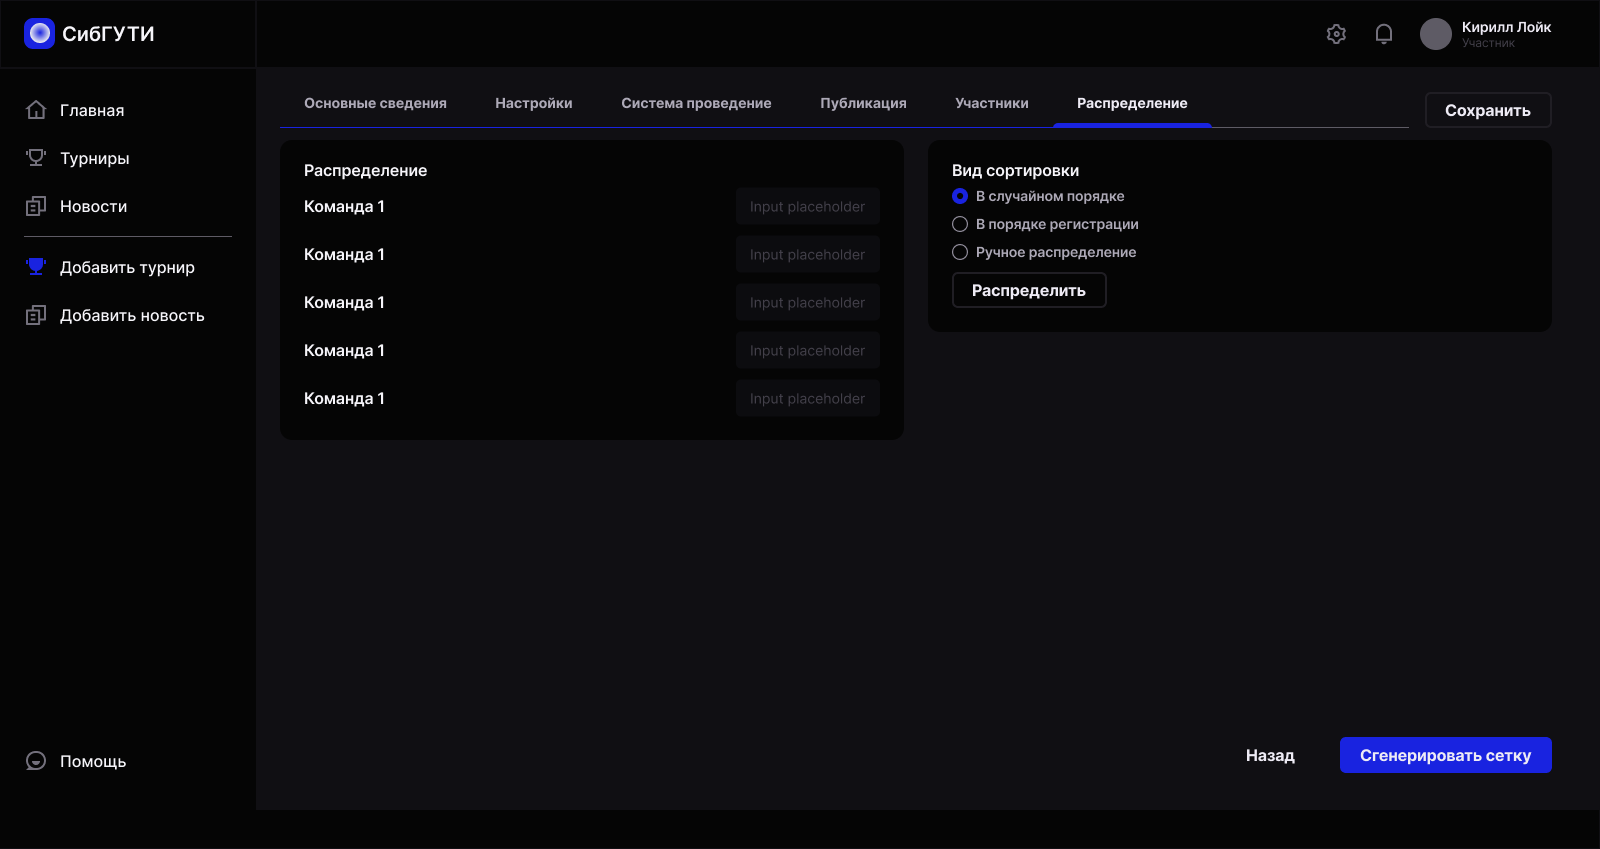 СибГУТИ
Кирилл Лойк
Участник
Главная
Турниры
Новости
Добавить турнир
Добавить новость
Помощь
Основные сведения
Настройки
Система проведение
Публикация
Участники
Распределение
Сохранить
Распределение
Команда 1
Input placeholder
Команда 1
Input placeholder
Команда 1
Input placeholder
Команда 1
Input placeholder
Команда 1
Input placeholder
Вид сортировки
В случайном порядке
В порядке регистрации
Ручное распределение
Распределить
Назад
Сгенерировать сетку